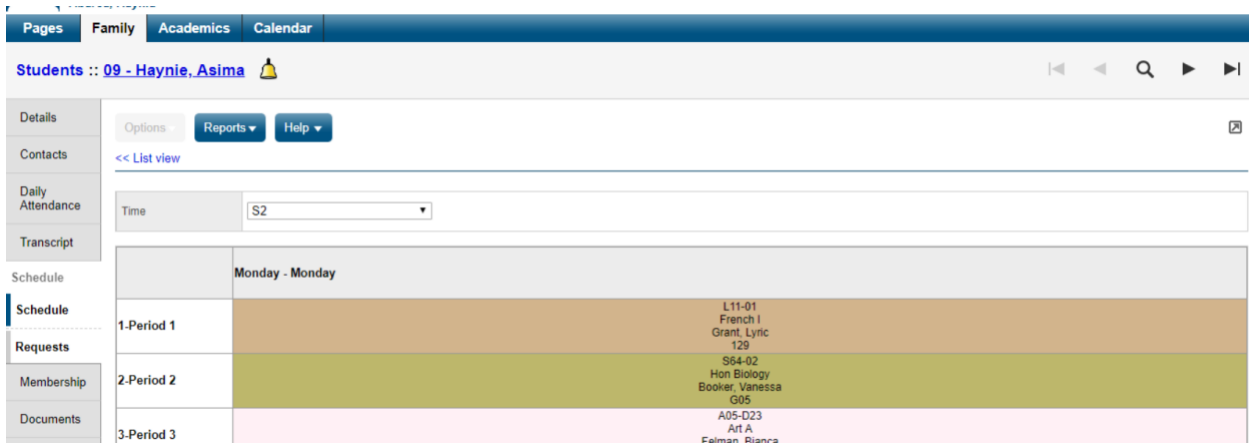 Pages Family Academics Calendar
Students :: 09 - Haynie, Asima
Details
Options Reports Help
Contacts
<< List view
Daily
Attendance
Time S2
Transcript
Schedule
Monday - Monday
Schedule
Requests
Membership
Documents
1-Period 1
L11-01
French I
Grant, Lyric
129
2-Period 2
S64-02
Hon Biology
Booker, Vanessa
G05
3-Period 3
A05-D23
Art A
Felman, Bianca